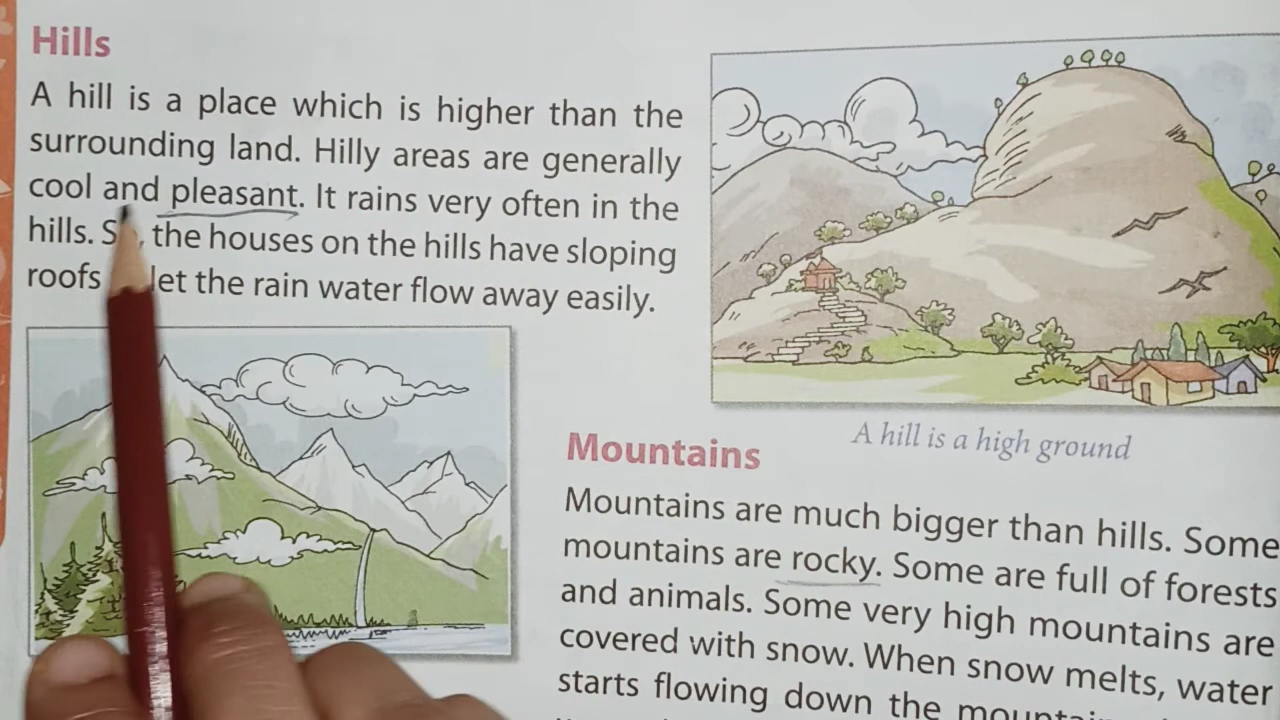 Hills
A hill is a place which is higher than the
surrounding land. Hilly areas are generally
cool and pleasant. It rains very often in the
hills. the houses on the hills have sloping
roofs let the rain water flow away easily.
A hill is a high ground
Mountains
Mountains are much bigger than hills. Some
mountains are rocky. Some are full of forests
and animals. Some very high mountains are
covered with snow. When snow melts, water
starts flowing down the